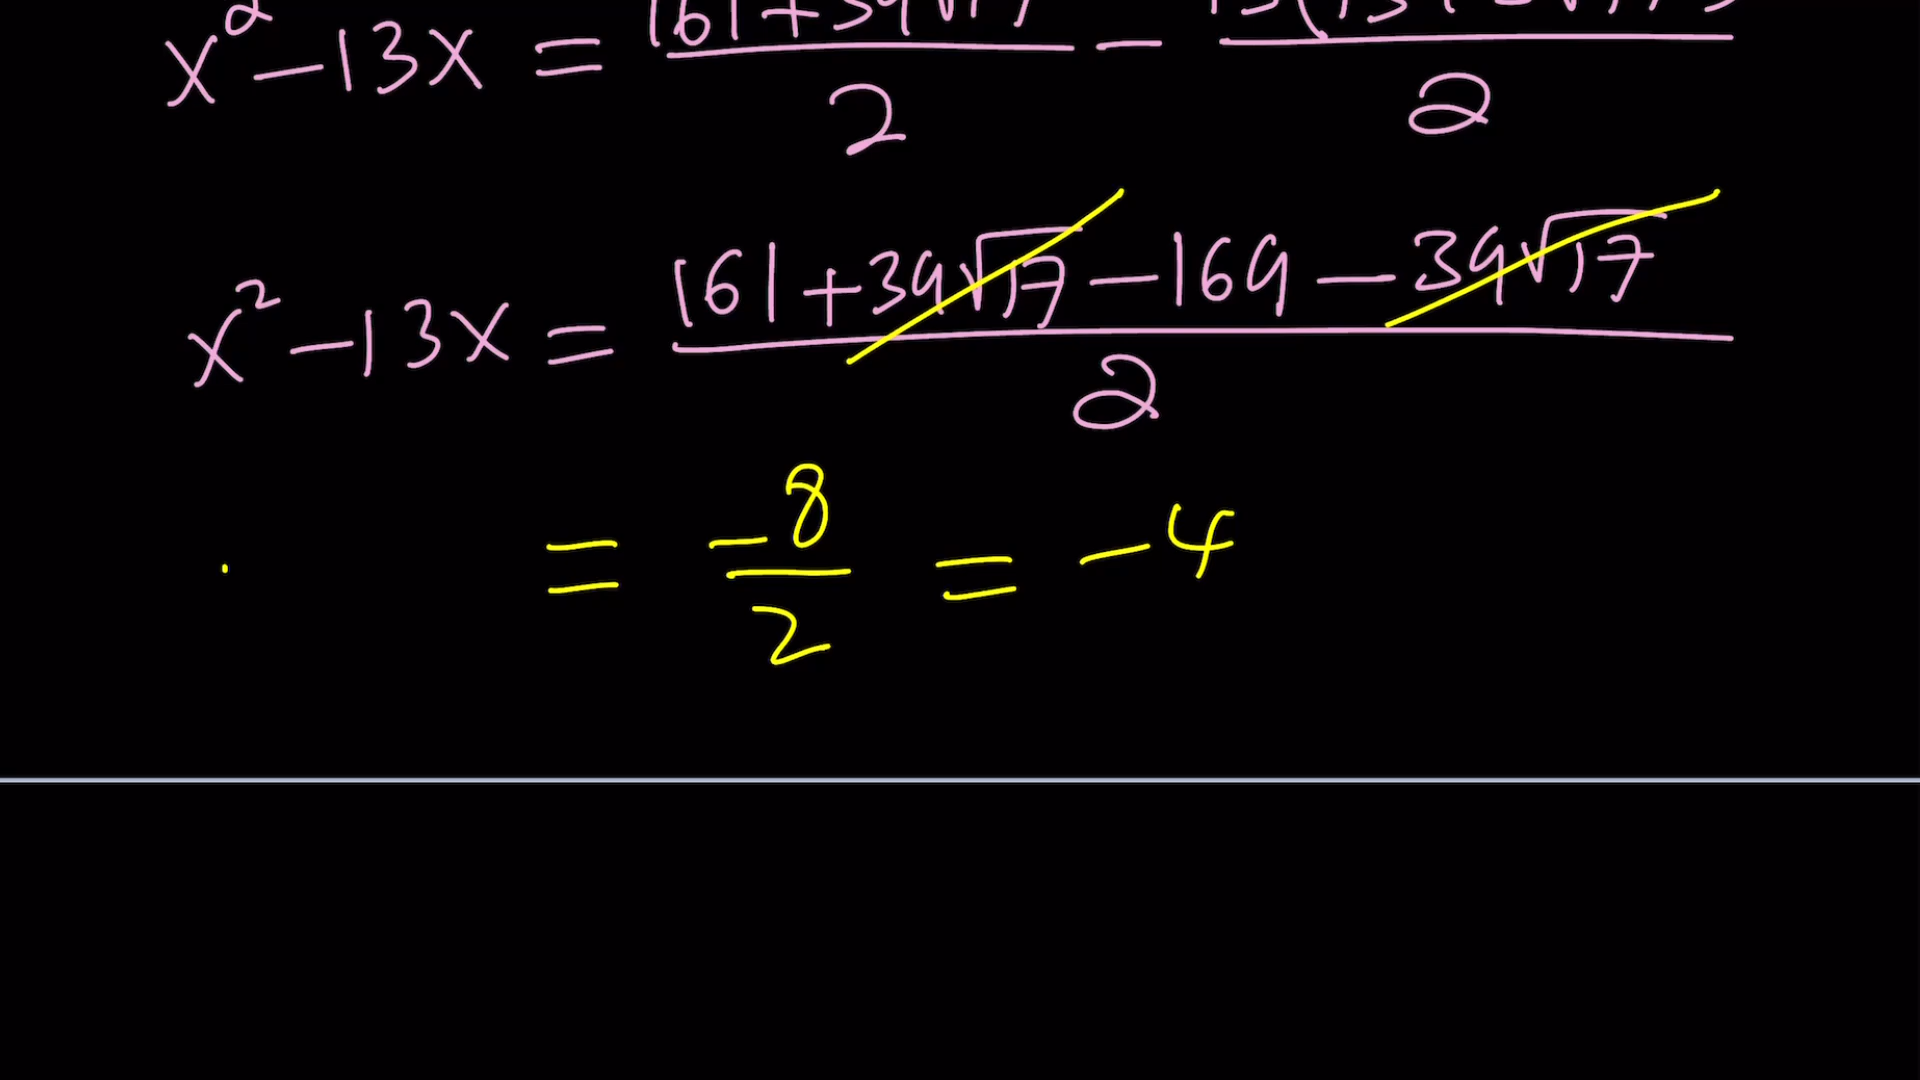 x² - 13x = 161 + 39√17 / 2 - 13(13 + 3√17) / 2
x² - 13x = 161 + 39√17 - 169 - 39√17 / 2
= -8 / 2 = -4